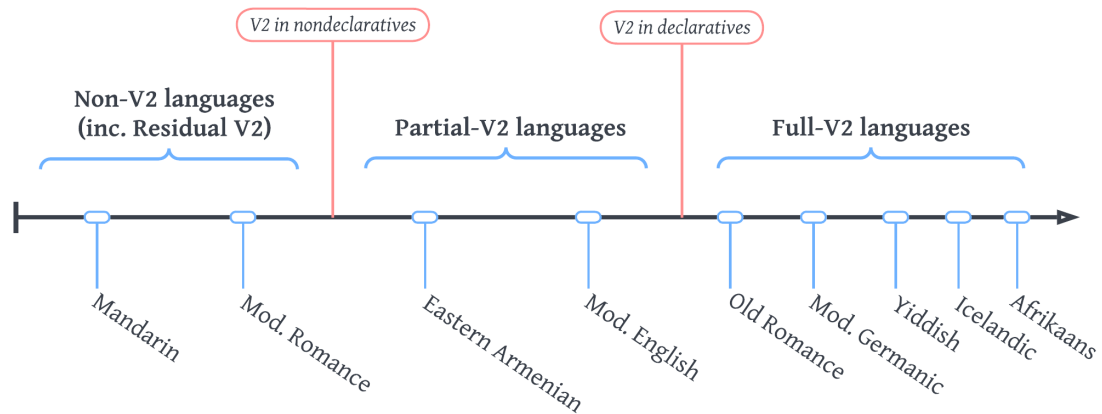 V2 in nondeclaratives
V2 in declaratives
Non-V2 languages
(inc. Residual V2)
Partial-V2 languages
Full-V2 languages
Mandarin
Mod. Romance
Eastern Armenian
Mod. English
Old Romance
Mod. Germanic
Yiddish
Icelandic
Afrikaans